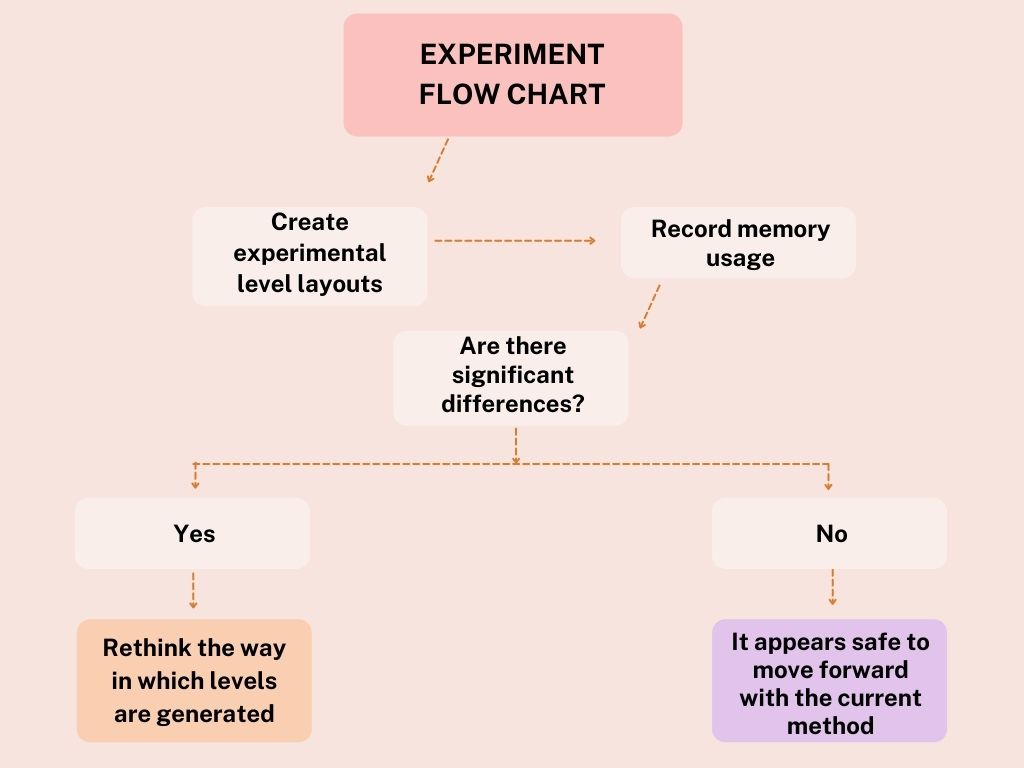 EXPERIMENT
FLOW CHART
Create
experimental
level layouts
Record memory
usage
Are there
significant
differences?
Yes
No
Rethink the way
in which levels
are generated
It appears safe to
move forward
with the current
method